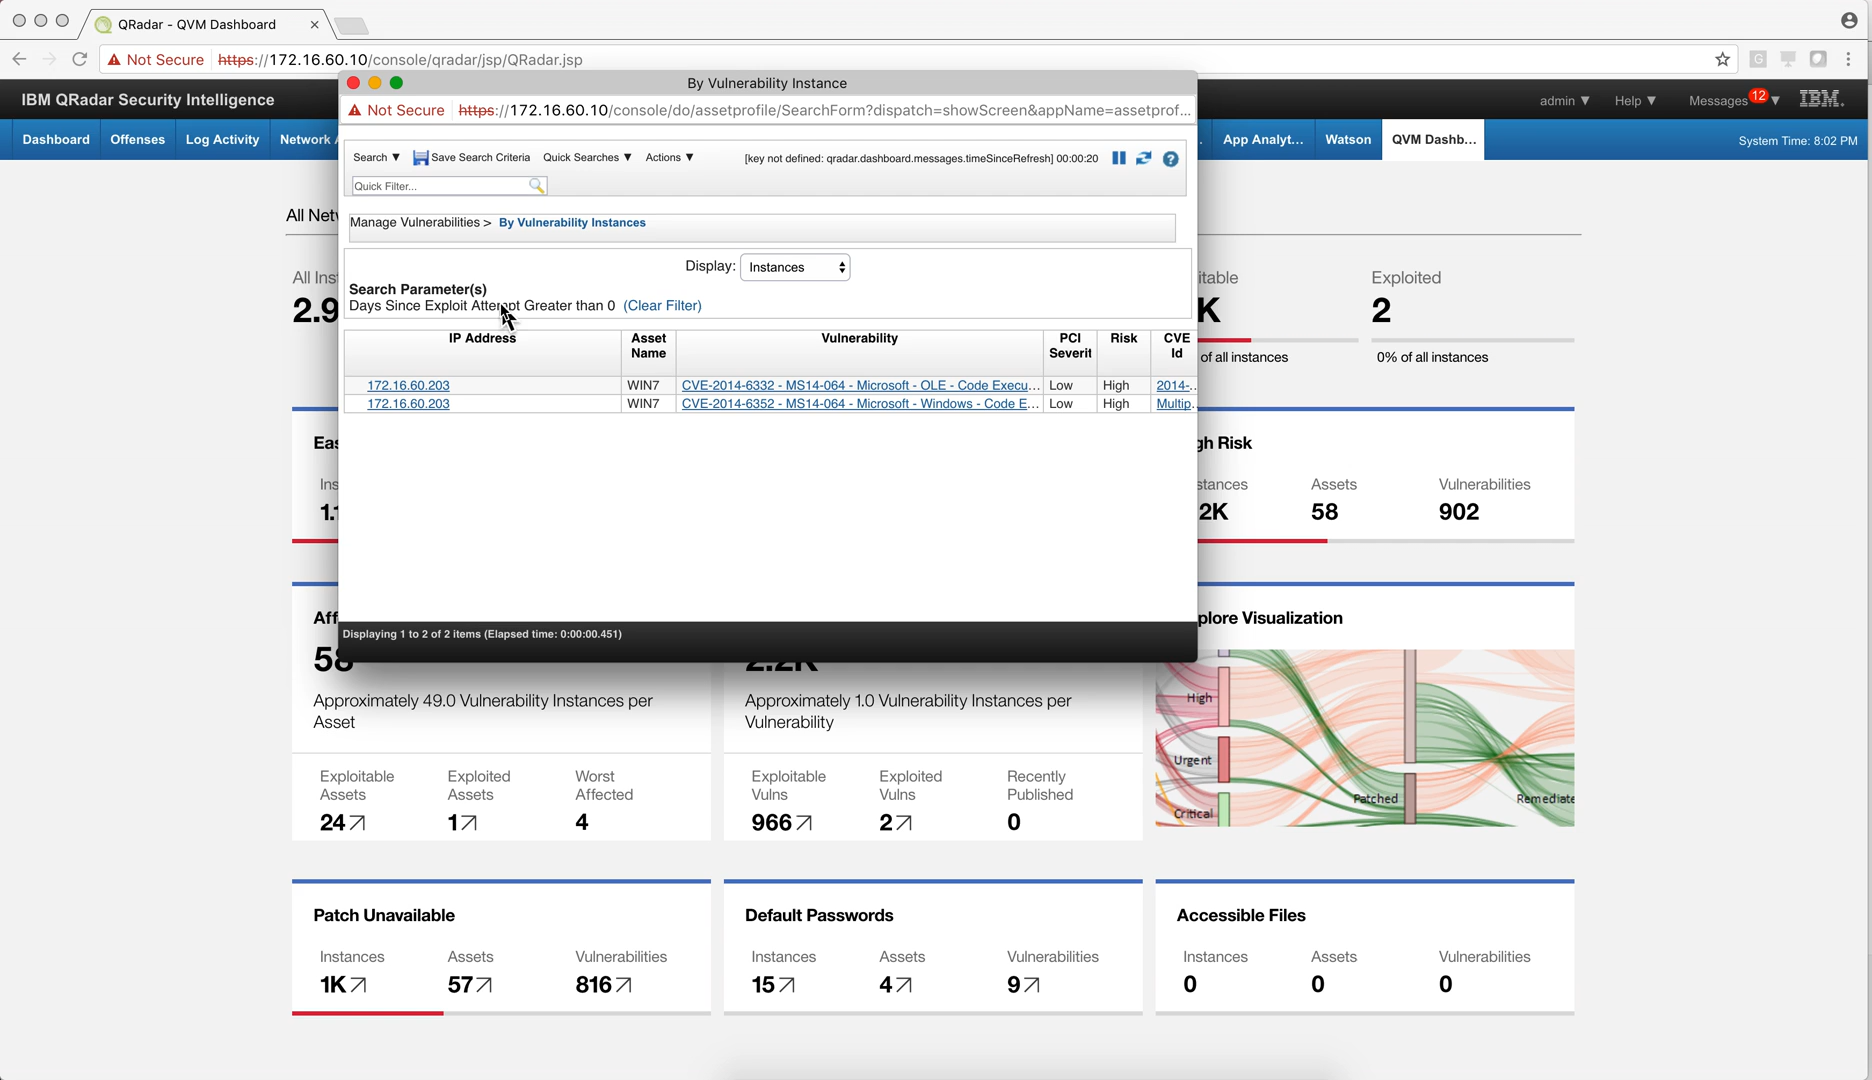 QRadar - QVM Dashboard
Not Secure https://172.16.60.10/console/qradar/jsp/QRadar.jsp
By Vulnerability Instance
Not Secure https://172.16.60.10/console/do/assetprofile/SearchForm?dispatch=showScreen&appName=assetprof...
IBM QRadar Security Intelligence
admin ▼ Help ▼ Messages 12 ▼ IBM.
Dashboard Offenses Log Activity Network A
App Analyt... Watson QVM Dashb... System Time: 8:02 PM
Search ▼ Save Search Criteria Quick Searches ▼ Actions ▼ [key not defined: qradar.dashboard.messages.timeSinceRefresh] 00:00:20
Quick Filter...
Manage Vulnerabilities > By Vulnerability Instances
Display: Instances
Search Parameter(s)
Days Since Exploit Attempt Greater than 0 (Clear Filter)
IP Address Asset Name Vulnerability PCI Severit Risk CVE Id
172.16.60.203 WIN7 CVE-2014-6332 - MS14-064 - Microsoft - OLE - Code Execu... Low High 2014-..
172.16.60.203 WIN7 CVE-2014-6352 - MS14-064 - Microsoft - Windows - Code E... Low High Multip..
Displaying 1 to 2 of 2 items (Elapsed time: 0:00:00.451)
All Net
All Ins
2.9
itable Exploited
K 2
of all instances 0% of all instances
Eas
Ins
1.1
gh Risk
stances Assets Vulnerabilities
2K 58 902
Aff
58
Approximately 49.0 Vulnerability Instances per
Asset
Exploitable Assets Exploited Assets Worst Affected
24 1 4
2.2K
Approximately 1.0 Vulnerability Instances per
Vulnerability
Exploitable Vulns Exploited Vulns Recently Published
966 2 0
plore Visualization
High
Urgent
Critical
Patched
Remediate
Patch Unavailable
Instances Assets Vulnerabilities
1K 57 816
Default Passwords
Instances Assets Vulnerabilities
15 4 9
Accessible Files
Instances Assets Vulnerabilities
0 0 0